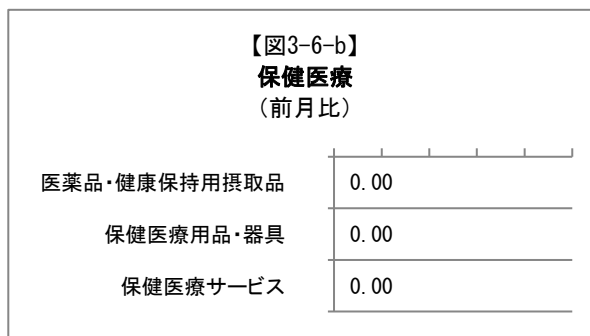 【図3-6-b】
保健医療
（前月比）
医薬品･健康保持用摂取品 0.00
保健医療用品･器具 0.00
保健医療サービス 0.00